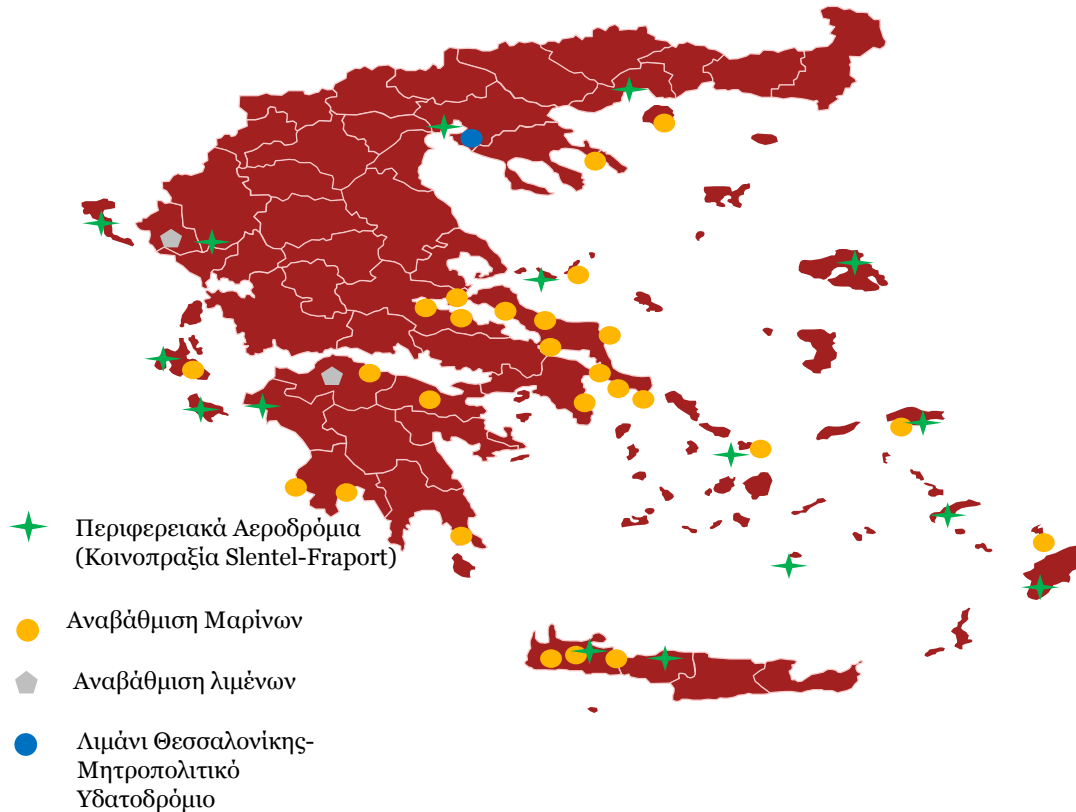 Περιφερειακά Αεροδρόμια
(Κοινοπραξία Slentel-Fraport)
Αναβάθμιση Μαρίνων
Αναβάθμιση λιμένων
Λιμάνι Θεσσαλονίκης-
Μητροπολιτικό
Υδατοδρόμιο